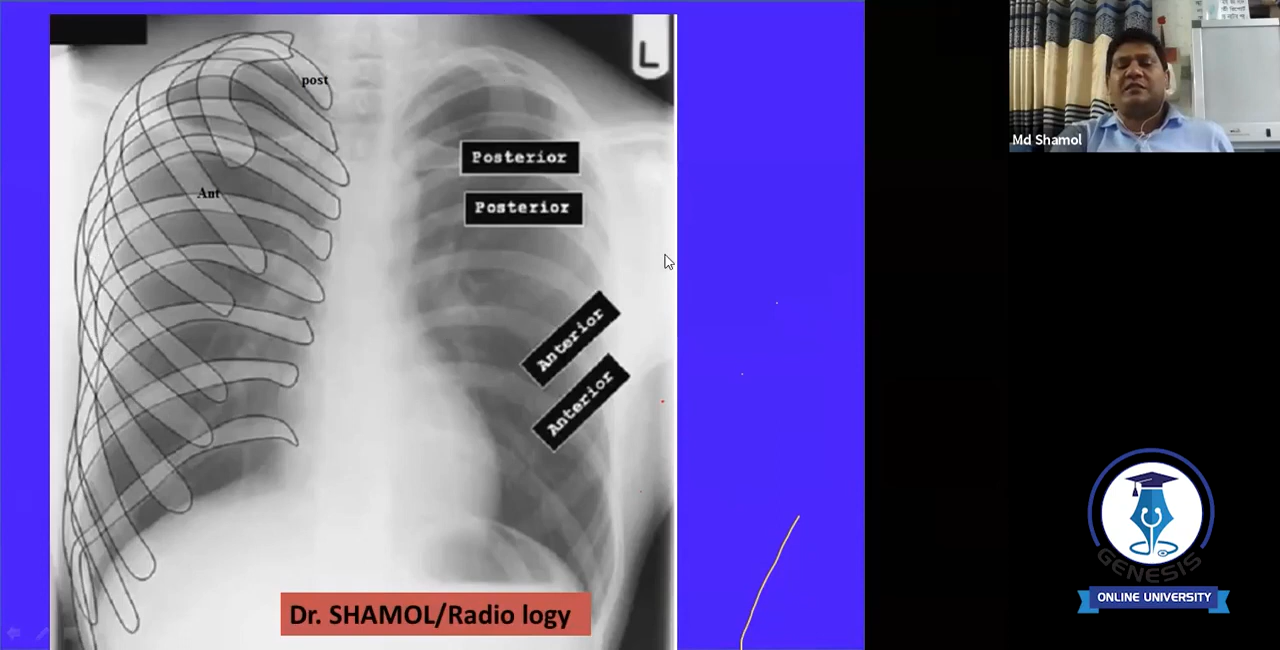 post
Ant
L
Posterior
Posterior
Anterior
Anterior
Dr. SHAMOL/Radio logy
Md Shamol
GENESIS
ONLINE UNIVERSITY